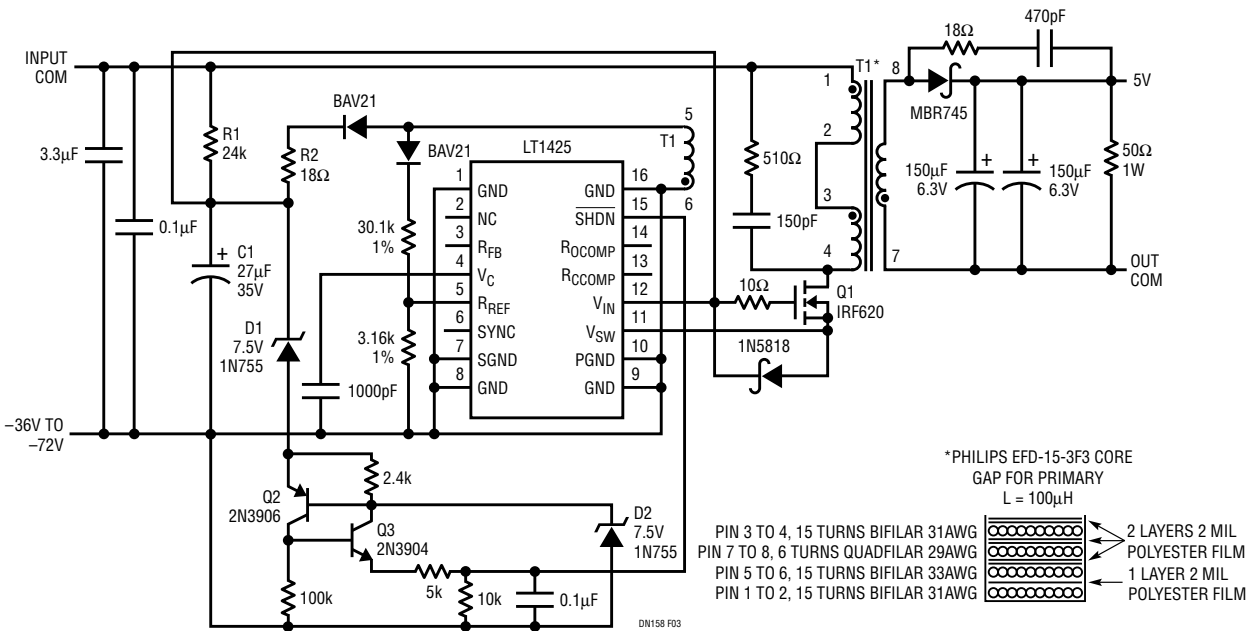 INPUT
COM
3.3µF
0.1µF
R1
24k
R2
18Ω
BAV21
BAV21
+
C1
27µF
35V
D1
7.5V
1N755
–36V TO
–72V
30.1k
1%
3.16k
1%
1000pF
LT1425
1
GND
2
NC
3
RFB
4
VC
5
RREF
6
SYNC
7
SGND
8
GND
16
GND
15
SHDN
14
ROCOMP
13
RCCOMP
12
VIN
11
VSW
10
PGND
9
GND
5
T1
6
510Ω
150pF
10Ω
Q1
IRF620
1N5818
T1*
1
2
3
4
8
7
18Ω
470pF
MBR745
5V
150µF
6.3V
+
+
150µF
6.3V
50Ω
1W
OUT
COM
Q2
2N3906
2.4k
Q3
2N3904
D2
7.5V
1N755
100k
5k
10k
0.1µF
DN158 F03
*PHILIPS EFD-15-3F3 CORE
GAP FOR PRIMARY
L = 100µH
PIN 3 TO 4, 15 TURNS BIFILAR 31AWG
PIN 7 TO 8, 6 TURNS QUADFILAR 29AWG
PIN 5 TO 6, 15 TURNS BIFILAR 33AWG
PIN 1 TO 2, 15 TURNS BIFILAR 31AWG
2 LAYERS 2 MIL
POLYESTER FILM
1 LAYER 2 MIL
POLYESTER FILM